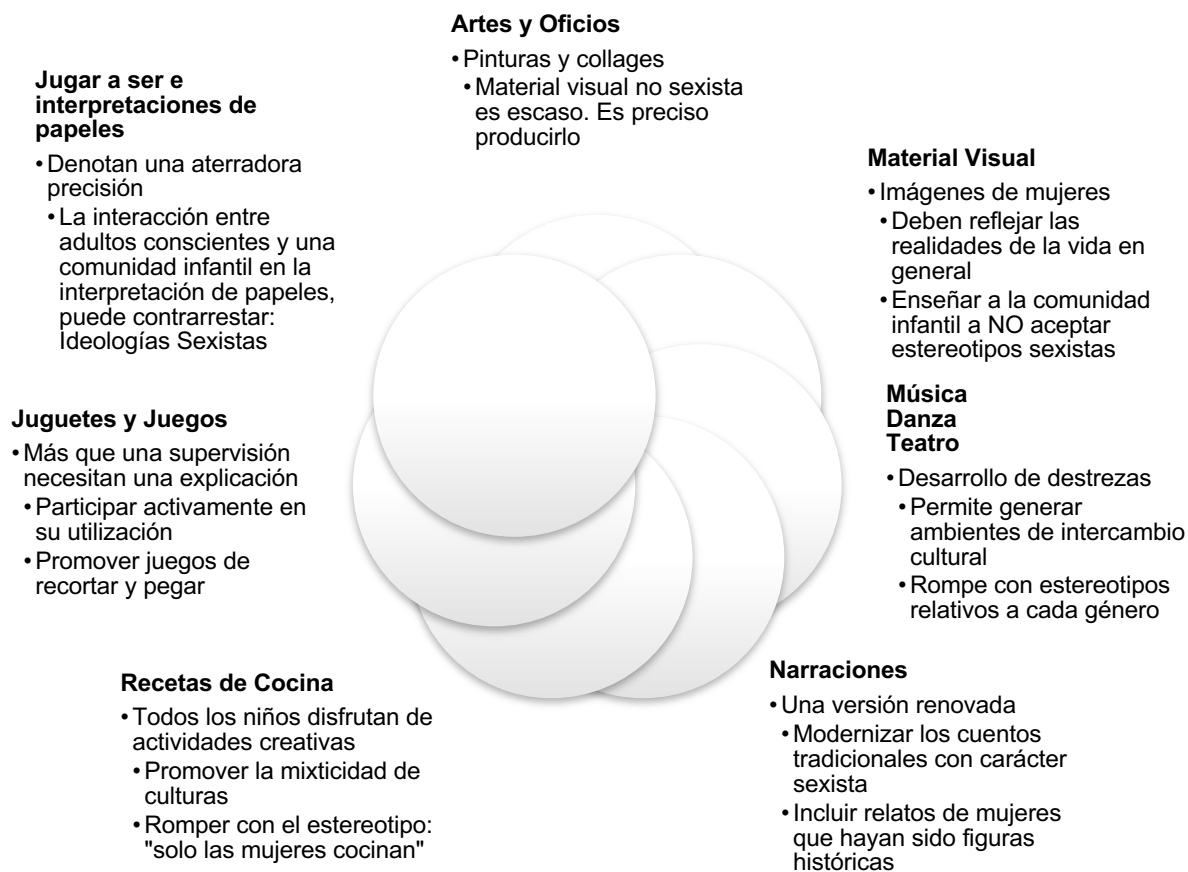 Artes y Oficios
• Pinturas y collages
• Material visual no sexista
es escaso. Es preciso
producirlo
Material Visual
• Imágenes de mujeres
• Deben reflejar las
realidades de la vida en
general
• Enseñar a la comunidad
infantil a NO aceptar
estereotipos sexistas
Música
Danza
Teatro
• Desarrollo de destrezas
• Permite generar
ambientes de intercambio
cultural
• Rompe con estereotipos
relativos a cada género
Narraciones
• Una versión renovada
• Modernizar los cuentos
tradicionales con carácter
sexista
• Incluir relatos de mujeres
que hayan sido figuras
históricas
Recetas de Cocina
• Todos los niños disfrutan de
actividades creativas
• Promover la mixticidad de
culturas
• Romper con el estereotipo:
"solo las mujeres cocinan"
Juguetes y Juegos
• Más que una supervisión
necesitan una explicación
• Participar activamente en
su utilización
• Promover juegos de
recortar y pegar
Jugar a ser e
interpretaciones de
papeles
• Denotan una aterradora
precisión
• La interacción entre
adultos conscientes y una
comunidad infantil en la
interpretación de papeles,
puede contrarrestar:
Ideologías Sexistas